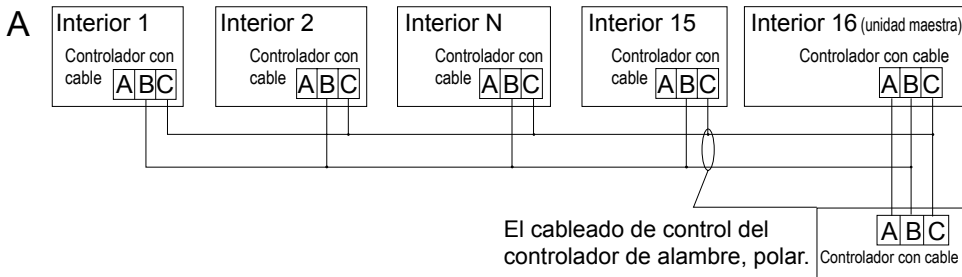 A
Interior 1
Controlador con
cable
A B C
Interior 2
Controlador con
cable
A B C
Interior N
Controlador con
cable
A B C
Interior 15
Controlador con
cable
A B C
Interior 16 (unidad maestra)
Controlador con cable
A B C
El cableado de control del
controlador de alambre, polar.
A B C
Controlador con cable